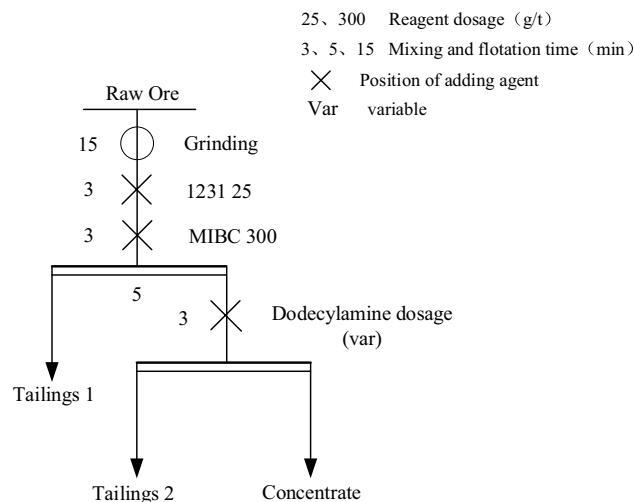 25、300 Reagent dosage（g/t）
3、5、15 Mixing and flotation time（min）
Position of adding agent
Var variable
Raw Ore
15 Grinding
3 1231 25
3 MIBC 300
5
3 Dodecylamine dosage
(var)
Tailings 1
Tailings 2 Concentrate